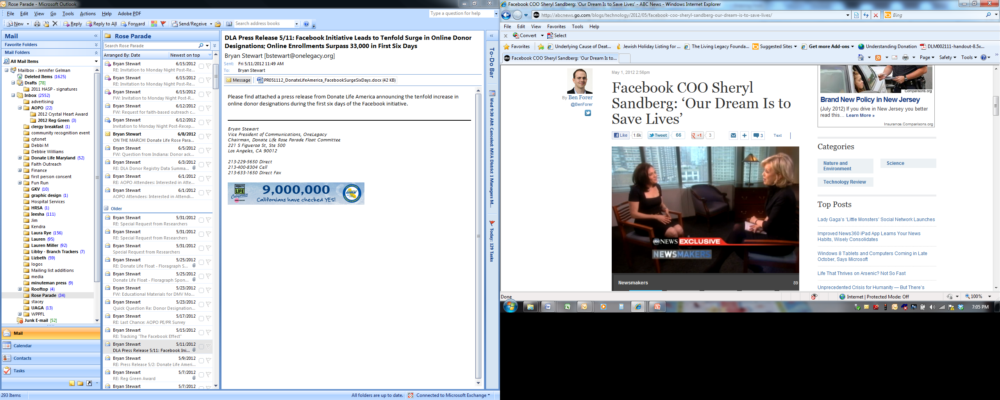 Rose Parade - Microsoft Outlook
File Edit View Go Tools Actions Help Adobe PDF
Type a question for help
New Reply Reply to All Forward Send/Receive Search address books
Mail
Favorite Folders
Mail Folders
All Mail Items
Mailbox - Jennifer Gelman
Deleted Items (1625)
Drafts [78]
2011 HASP - signatures
Inbox (2552)
advertising
AOPO (22)
2012 Crystal Heart Award
2012 Reg Green (3)
clergy breakfast (1)
community recognition event
cytonet
Debbi M
Debbie Williams
Donate Life Maryland (52)
Faith Outreach
Finance
first person consent
Fun Run
GKV (10)
graphic design (1)
Hospital Services
HRSA (1)
Ieesha (111)
Jim
Kendra
Laura Rye (156)
Lauren (95)
Lauren Miller (92)
Libby - Branch Trackers (7)
Lizbeth (59)
logos
Mailing list additions
media
minuteman press (9)
Rooftop (4)
Rose Parade (34)
stacey
UAGA (13)
WPPFL
Junk E-mail [52]
Mail
Calendar
Contacts
Tasks
293 Items
Rose Parade
Search Rose Parade
Arranged By: Date Newest on top
Bryan Stewart 6/15/2012
RE: Invitation to Monday Night Post-Re...
Bryan Stewart 6/15/2012
RE: Invitation to Monday Night Post-Re...
Bryan Stewart 6/15/2012
FW: Invitation to Monday Night Post-R...
Bryan Stewart 6/12/2012
FW: Request for faith-based outreach c...
Bryan Stewart 6/12/2012
Invitation to Monday Night Post-Recep...
Bryan Stewart 6/8/2012
ON THE MARCH! Donate Life Rose Para...
Bryan Stewart 6/5/2012
FW: Question from Indiana: Donor ack...
Bryan Stewart 6/3/2012
RE: DLA Donor Registry Data Summa...
Bryan Stewart 6/1/2012
RE: AOPO Attendees: Interested in Atte...
Bryan Stewart 6/1/2012
AOPO Attendees: Interested in Attendi...
Older
Bryan Stewart 5/31/2012
RE: Special Request from Researchers
Bryan Stewart 5/31/2012
RE: Special Request from Researchers
Bryan Stewart 5/31/2012
Special Request from Researchers
Bryan Stewart 5/25/2012
RE: Donate Life Float - Floragraph S...
Bryan Stewart 5/25/2012
Donate Life Float - Floragraph Spon...
Bryan Stewart 5/23/2012
FW: Educational Materials for DMV Mo...
Bryan Stewart 5/23/2012
Quick Question Re: Donor Designation...
Bryan Stewart 5/17/2012
RE: Last Chance: AOPO PE/PR Survey
Bryan Stewart 5/15/2012
RE: Tracking "The Facebook Effect"
Bryan Stewart 5/11/2012
DLA Press Release 5/11: Facebook Ini...
Bryan Stewart 5/9/2012
RE: Press Release 5/2: Donate Life Ameri...
Bryan Stewart 5/7/2012
RE: Reg Green Award
Bryan Stewart 5/7/2012
DLA Press Release 5/11: Facebook Initiative Leads to Tenfold Surge in Online Donor
Designations; Online Enrollments Surpass 33,000 in First Six Days
Bryan Stewart [bstewart@onelegacy.org]
Sent: Fri 5/11/2012 11:49 AM
To: Bryan Stewart
Message PR051112_DonateLifeAmerica_FacebookSurgeSixDays.docx (42 KB)
Please find attached a press release from Donate Life America announcing the tenfold increase in
online donor designations during the first six days of the Facebook initiative.
Bryan Stewart
Vice President of Communications, OneLegacy
Chairman, Donate Life Rose Parade Float Committee
221 S Figueroa St, Ste 500
Los Angeles, CA 90012
213-229-5650 Direct
213-400-8304 Cell
213-633-1650 Direct Fax
DONATE
LIFE
California
9,000,000
Californians have checked YES!
DMV
All folders are up to date. Connected to Microsoft Exchange
To-Do Bar
Wed 9:30 AM: Canceled: MVA District 1 Managers M...
Today: 129 Tasks
Facebook COO Sheryl Sandberg: ‘Our Dream Is to Save Lives’ - ABC News - Windows Internet Explorer
http://abcnews.go.com/blogs/technology/2012/05/facebook-coo-sheryl-sandberg-our-dream-is-to-save-lives/
Bing
File Edit View Favorites Tools Help
Convert Select
Favorites Underlying Cause of Deat... Jewish Holiday Listing for ... The Living Legacy Founda... Suggested Sites Get more Add-ons Understanding Donation DLM002111-handout-8.5x...
abc Facebook COO Sheryl Sandberg: ‘Our Dream Is to...
Page Safety Tools
By Ben Forer
@BenForer
May 1, 2012 2:56pm
Facebook COO Sheryl
Sandberg: ‘Our Dream Is to
Save Lives’
Like 1.6k Tweet 66 +1 3 3 Text
abc NEWS EXCLUSIVE
NEWSMAKERS
Newsmakers 89
Comparisons.org
Brand New Policy in New Jersey
(July 2012) If you drive in New Jersey you better
read this... Learn More »
Insurance.Comparisons.org
Categories
Nature and
Environment
Science
Technology Review
Top Posts
Lady Gaga’s ‘Little Monsters’ Social Network Launches
Improved News360 iPad App Learns Your News
Habits, Wisely Consolidates
Windows 8 Tablets and Computers Coming in Late
October, Says Microsoft
Life That Thrives on Arsenic? Not So Fast
Unprecedented Crisis for Humanity — But There’s
Done
Internet | Protected Mode: Off
100%
7:05 PM